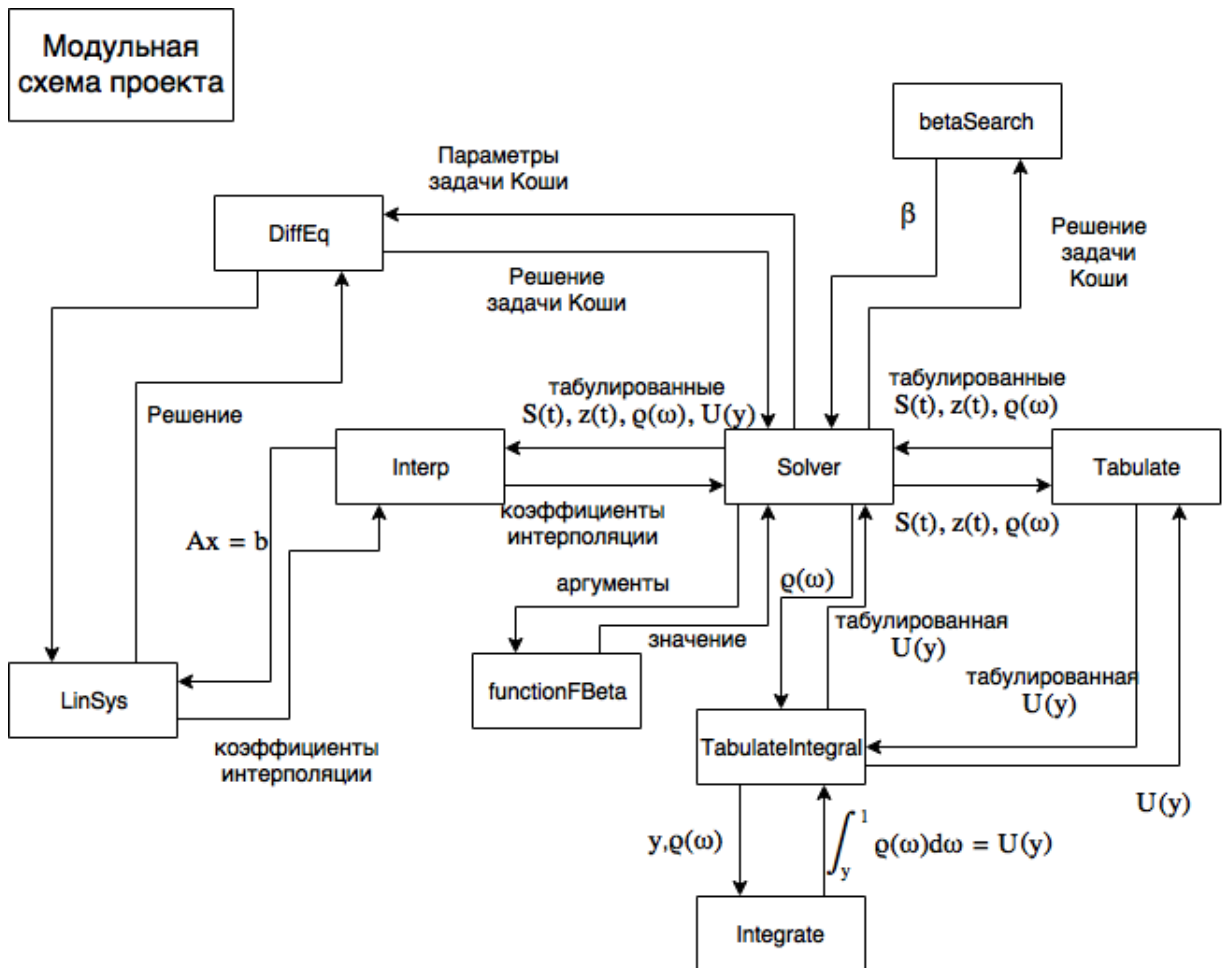 Модульная
схема проекта
betaSearch
Параметры
задачи Коши
DiffEq
β
Решение
задачи
Коши
Решение
задачи Коши
табулированные
S(t), z(t), ϱ(ω), U(y)
табулированные
S(t), z(t), ϱ(ω)
Решение
Interp
Solver
Tabulate
коэффициенты
интерполяции
S(t), z(t), ϱ(ω)
Ax = b
аргументы
ϱ(ω)
значение
табулированная
U(y)
табулированная
U(y)
LinSys
functionFBeta
коэффициенты
интерполяции
TabulateIntegral
U(y)
y,ϱ(ω)
∫_y^1 ϱ(ω)dω = U(y)
Integrate